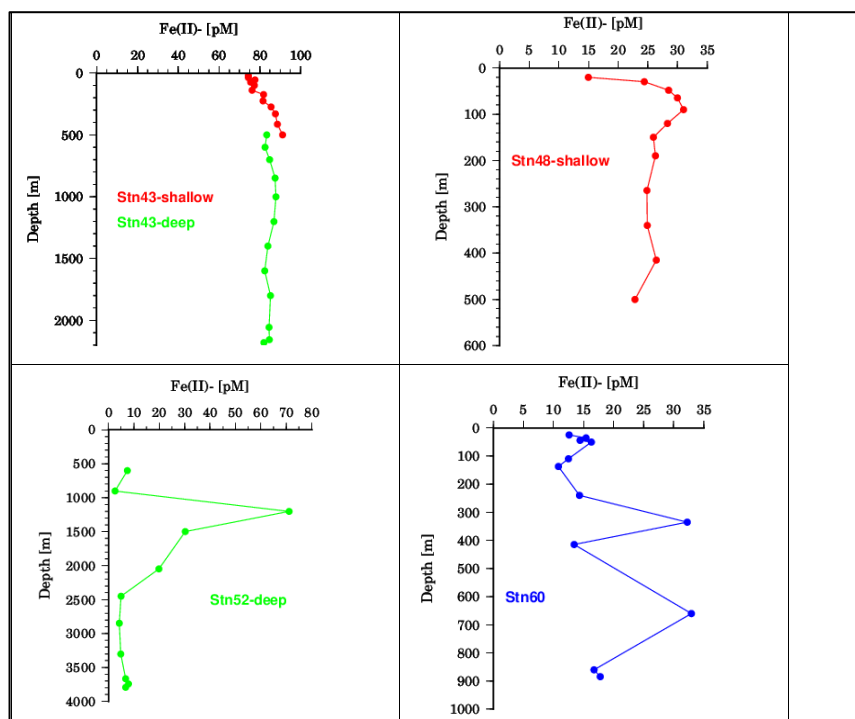 Fe(II)- [pM]
0 20 40 60 80 100
0
500
1000
1500
2000
Depth [m]
Stn43-shallow
Stn43-deep
Fe(II)- [pM]
0 5 10 15 20 25 30 35
0
100
200
300
400
500
600
Depth [m]
Stn48-shallow
Fe(II)- [pM]
0 10 20 30 40 50 60 70 80
0
500
1000
1500
2000
2500
3000
3500
4000
Depth [m]
Stn52-deep
Fe(II)- [pM]
0 5 10 15 20 25 30 35
0
100
200
300
400
500
600
700
800
900
1000
Depth [m]
Stn60